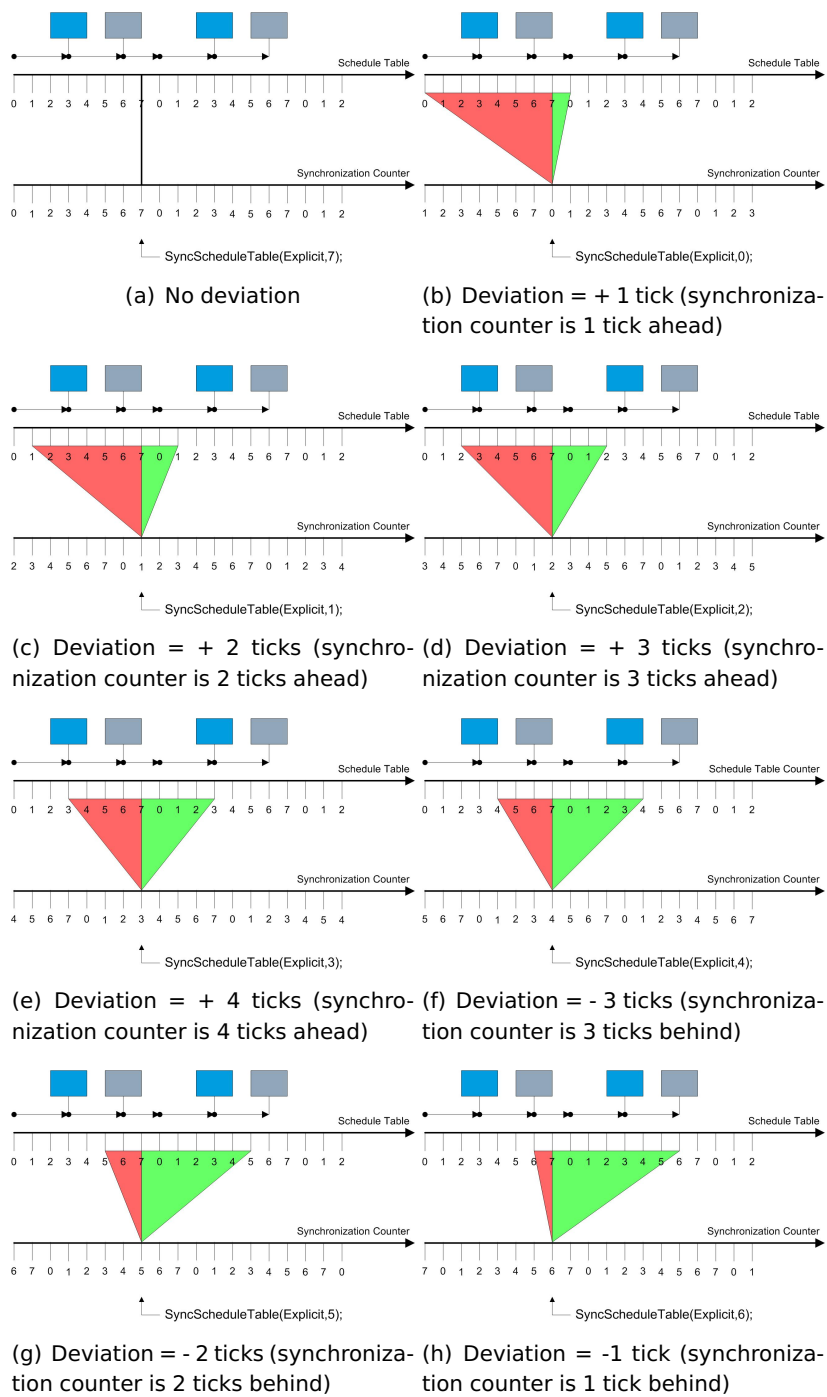 Schedule Table
0 1 2 3 4 5 6 7 0 1 2 3 4 5 6 7 0 1 2
Synchronization Counter
0 1 2 3 4 5 6 7 0 1 2 3 4 5 6 7 0 1 2
SyncScheduleTable(Explicit,7);
(a) No deviation
Schedule Table
0 1 2 3 4 5 6 7 0 1 2 3 4 5 6 7 0 1 2
Synchronization Counter
1 2 3 4 5 6 7 0 1 2 3 4 5 6 7 0 1 2 3
SyncScheduleTable(Explicit,0);
(b) Deviation = + 1 tick (synchroniza-
tion counter is 1 tick ahead)
Schedule Table
0 1 2 3 4 5 6 7 0 1 2 3 4 5 6 7 0 1 2
Synchronization Counter
2 3 4 5 6 7 0 1 2 3 4 5 6 7 0 1 2 3 4
SyncScheduleTable(Explicit,1);
(c) Deviation = + 2 ticks (synchro-
nization counter is 2 ticks ahead)
Schedule Table
0 1 2 3 4 5 6 7 0 1 2 3 4 5 6 7 0 1 2
Synchronization Counter
3 4 5 6 7 0 1 2 3 4 5 6 7 0 1 2 3 4 5
SyncScheduleTable(Explicit,2);
(d) Deviation = + 3 ticks (synchro-
nization counter is 3 ticks ahead)
Schedule Table
0 1 2 3 4 5 6 7 0 1 2 3 4 5 6 7 0 1 2
Synchronization Counter
4 5 6 7 0 1 2 3 4 5 6 7 0 1 2 3 4 5 4
SyncScheduleTable(Explicit,3);
(e) Deviation = + 4 ticks (synchro-
nization counter is 4 ticks ahead)
Schedule Table Counter
0 1 2 3 4 5 6 7 0 1 2 3 4 5 6 7 0 1 2
Synchronization Counter
5 6 7 0 1 2 3 4 5 6 7 0 1 2 3 4 5 6 7
SyncScheduleTable(Explicit,4);
(f) Deviation = - 3 ticks (synchroniza-
tion counter is 3 ticks behind)
Schedule Table
0 1 2 3 4 5 6 7 0 1 2 3 4 5 6 7 0 1 2
Synchronization Counter
6 7 0 1 2 3 4 5 6 7 0 1 2 3 4 5 6 7 0
SyncScheduleTable(Explicit,5);
(g) Deviation = - 2 ticks (synchroniza-
tion counter is 2 ticks behind)
Schedule Table
0 1 2 3 4 5 6 7 0 1 2 3 4 5 6 7 0 1 2
Synchronization Counter
7 0 1 2 3 4 5 6 7 0 1 2 3 4 5 6 7 0 1
SyncScheduleTable(Explicit,6);
(h) Deviation = -1 tick (synchroniza-
tion counter is 1 tick behind)